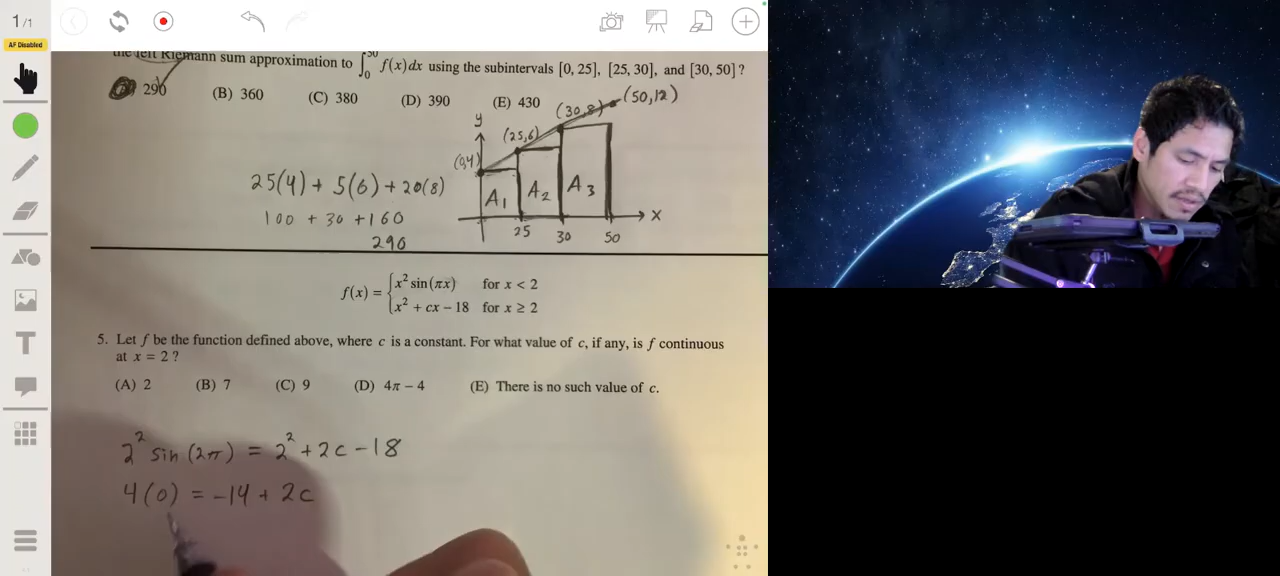 1/1
AF Disabled
the left Riemann sum approximation to ∫₀⁵⁰ f(x)dx using the subintervals [0, 25], [25, 30], and [30, 50] ?
290 (B) 360 (C) 380 (D) 390 (E) 430
(50,12)
(30,8)
y
(25,6)
(0,4)
25(4) + 5(6) + 20(8)
A₁ A₂ A₃
100 + 30 + 160
x
25 30 50
290
f(x) = { x² sin(πx) for x < 2
x² + cx − 18 for x ≥ 2
5. Let f be the function defined above, where c is a constant. For what value of c, if any, is f continuous
at x = 2 ?
(A) 2 (B) 7 (C) 9 (D) 4π − 4 (E) There is no such value of c.
2² sin(2π) = 2² + 2c − 18
4(0) = −14 + 2c
T